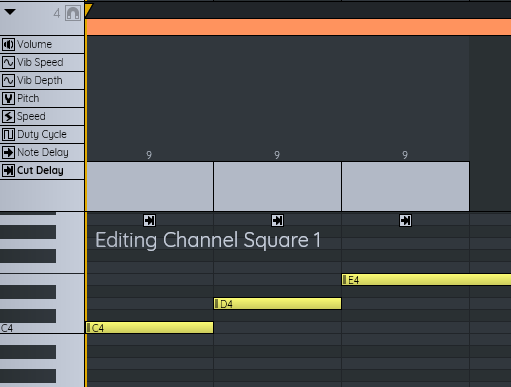 4
Volume
Vib Speed
Vib Depth
Pitch
Speed
Duty Cycle
Note Delay
Cut Delay
9 9 9
Editing Channel Square 1
E4
D4
C4 C4